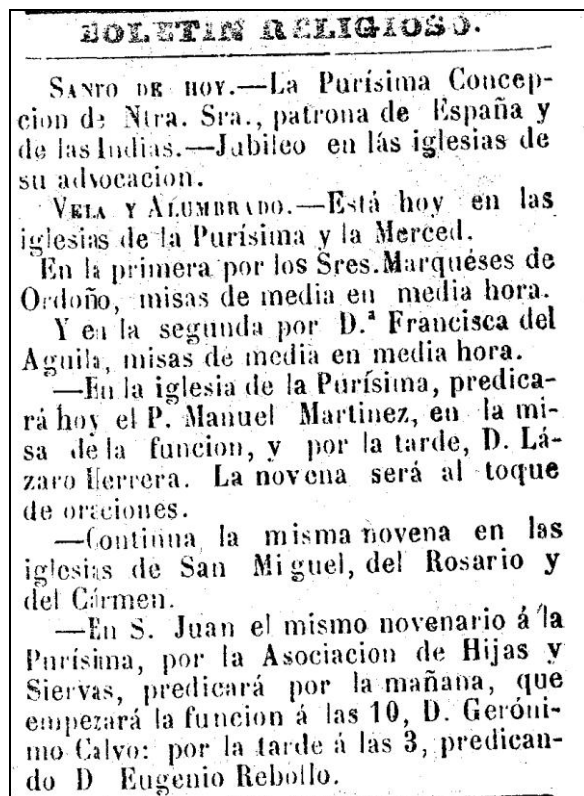 BOLETIN RELIGIOSO.
SANTO DE HOY.—La Purísima Concep-
cion de Ntra. Sra., patrona de España y
de las Indias.—Jubileo en lás iglesias de
su advocacion.
VELA Y ALUMBRADO.—Está hoy en las
iglesias de la Purísima y la Merced.
En la primera por los Sres. Marquéses de
Ordoño, misas de media en media hora.
Y en la segunda por D.ª Francisca del
Aguila, misas de media en media hora.
—En la iglesia de la Purísima, predica-
rá hoy el P. Manuel Martinez, en la mi-
sa de la funcion, y por la tarde, D. Lá-
zaro Herrera. La novena será al toque
de oraciones.
—Continna la misma novena en las
iglesias de San Miguel, del Rosario y
del Cármen.
—En S. Juan el mismo novenario á la
Purísima, por la Asociacion de Hijas y
Siervas, predicará por la mañana, que
empezará la funcion á las 10, D. Geróni-
mo Calvo: por la tarde á las 3, predican-
do D Eugenio Rebollo.